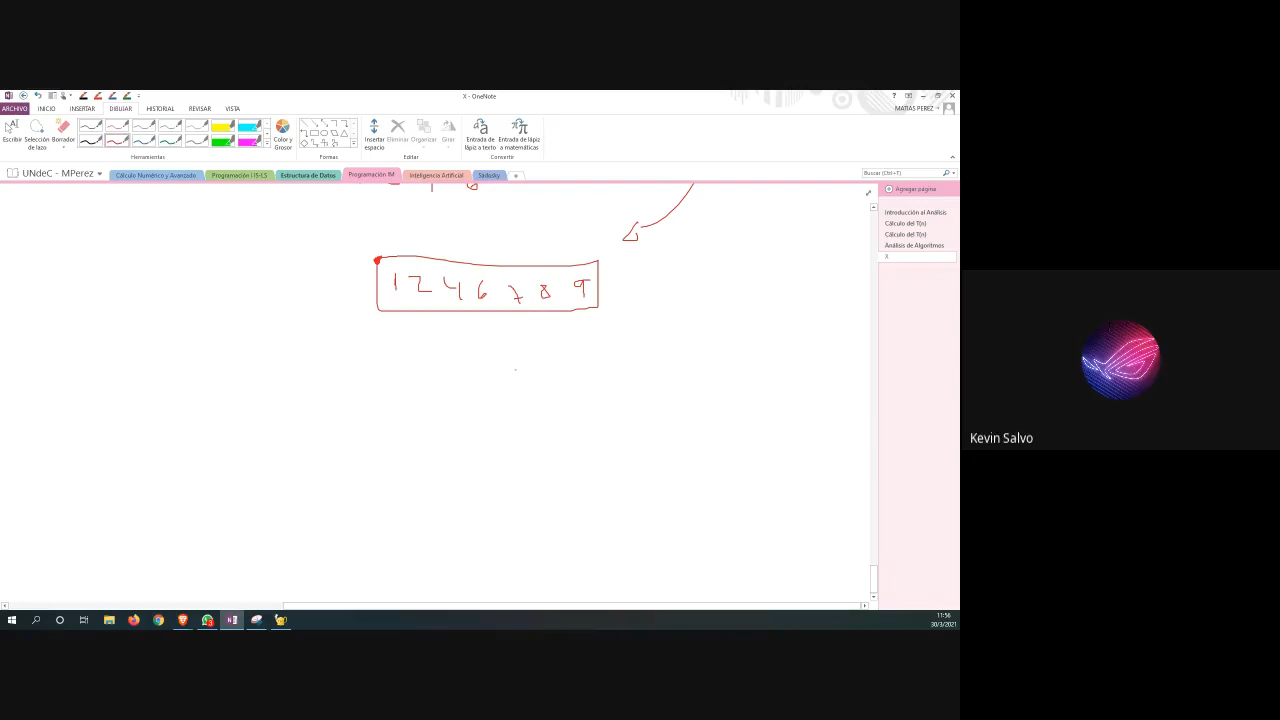 X - OneNote
ARCHIVO INICIO INSERTAR DIBUJAR HISTORIAL REVISAR VISTA
MATIAS PEREZ
Escribir Selección de lazo Borrador
Color y Grosor
Insertar espacio Eliminar Organizar Girar
Entrada de lápiz a texto Entrada de lápiz a matemáticas
Herramientas Formas Editar Convertir
UNdeC - MPerez Cálculo Numérico y Avanzado Programación I IS-LS Estructura de Datos Programación IM Inteligencia Artificial Sadosky
Buscar (Ctrl+T)
Agregar página
Introducción al Análisis
Cálculo del T(n)
Cálculo del T(n)
Análisis de Algoritmos
X
1 2 4 6 7 8 9
Kevin Salvo
11:56
30/3/2021